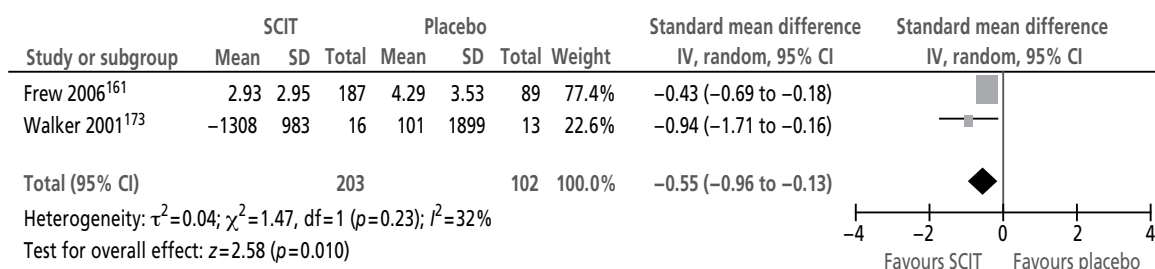 SCIT Placebo Standard mean difference Standard mean difference
Study or subgroup Mean SD Total Mean SD Total Weight IV, random, 95% CI IV, random, 95% CI
Frew 2006¹⁶¹ 2.93 2.95 187 4.29 3.53 89 77.4% −0.43 (−0.69 to −0.18)
Walker 2001¹⁷³ −1308 983 16 101 1899 13 22.6% −0.94 (−1.71 to −0.16)
Total (95% CI) 203 102 100.0% −0.55 (−0.96 to −0.13)
Heterogeneity: τ²=0.04; χ²=1.47, df=1 (p=0.23); I²=32%
Test for overall effect: z=2.58 (p=0.010)
−4 −2 0 2 4
Favours SCIT Favours placebo